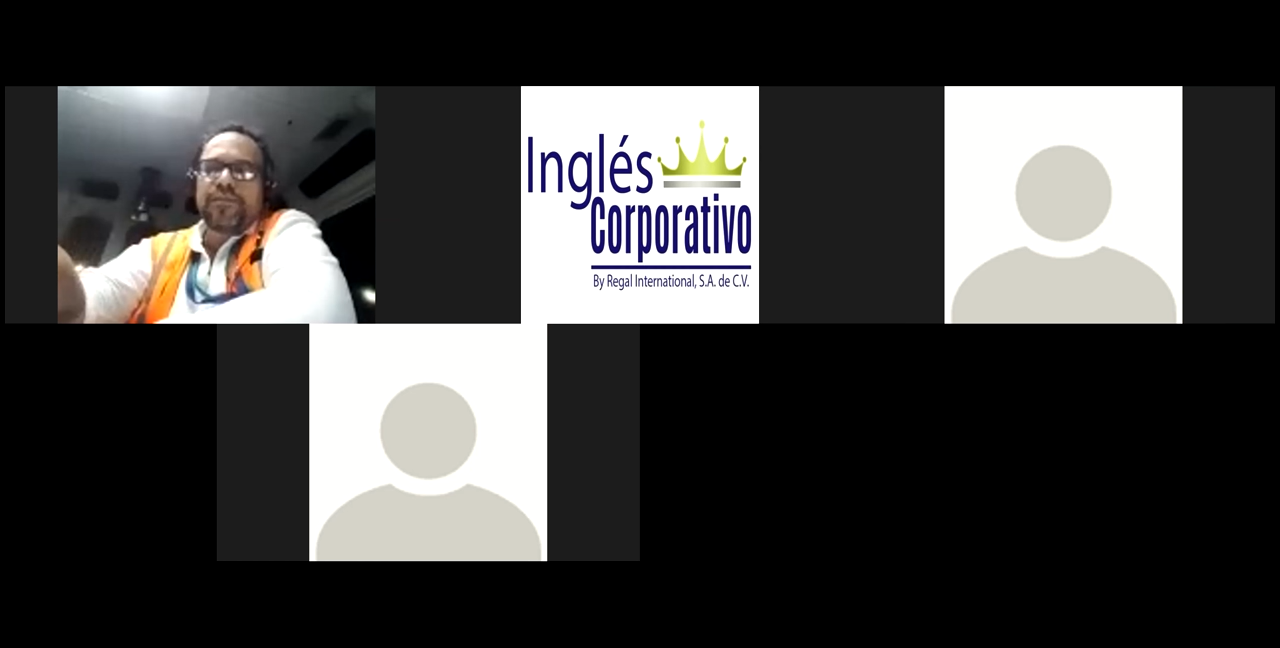 Inglés
Corporativo
By Regal International, S.A. de C.V.